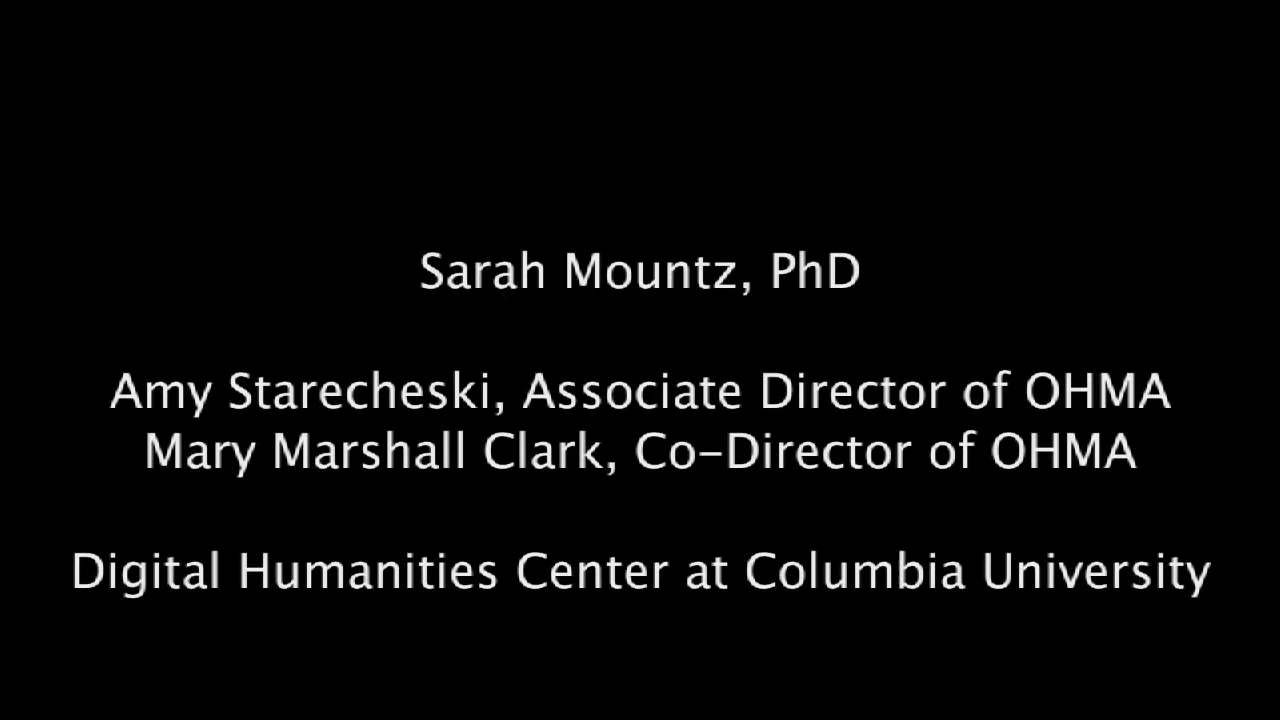 Sarah Mountz, PhD
Amy Starecheski, Associate Director of OHMA
Mary Marshall Clark, Co-Director of OHMA
Digital Humanities Center at Columbia University